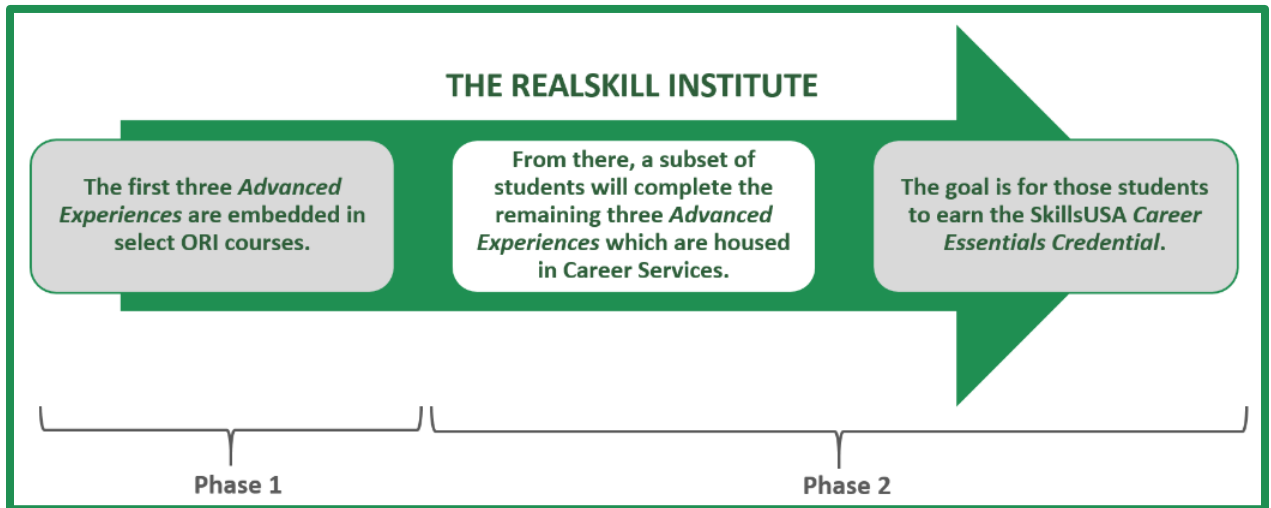 THE REALSKILL INSTITUTE
The first three Advanced
Experiences are embedded in
select ORI courses.
From there, a subset of
students will complete the
remaining three Advanced
Experiences which are housed
in Career Services.
The goal is for those students
to earn the SkillsUSA Career
Essentials Credential.
Phase 1
Phase 2